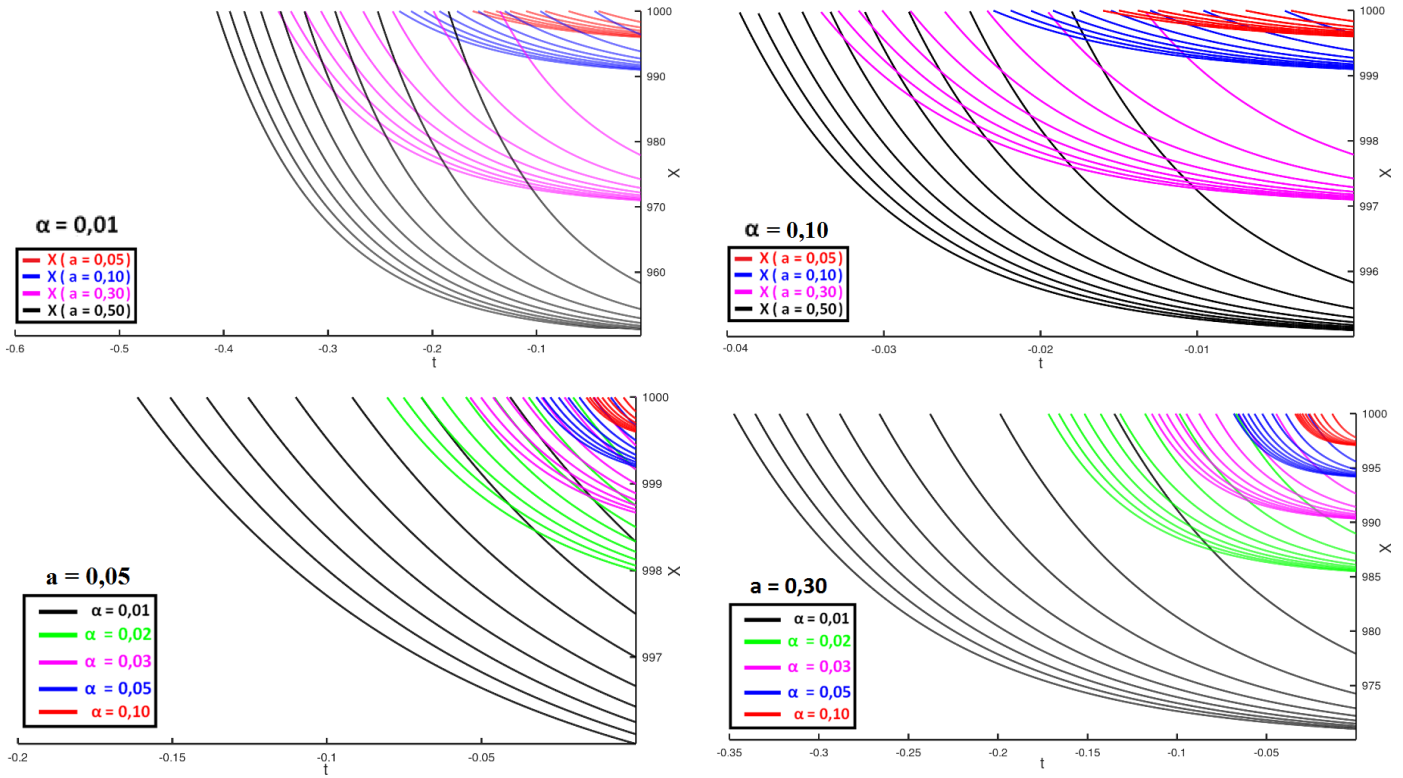 1000
990
980
970
960
X
α = 0,01
X ( a = 0,05)
X ( a = 0,10)
X ( a = 0,30)
X ( a = 0,50)
-0.6 -0.5 -0.4 -0.3 -0.2 -0.1
t
1000
999
998
997
996
X
α = 0,10
X ( a = 0,05)
X ( a = 0,10)
X ( a = 0,30)
X ( a = 0,50)
-0.04 -0.03 -0.02 -0.01
t
1000
999
998
997
X
a = 0,05
α = 0,01
α = 0,02
α = 0,03
α = 0,05
α = 0,10
-0.2 -0.15 -0.1 -0.05
t
1000
995
990
985
980
975
X
a = 0,30
α = 0,01
α = 0,02
α = 0,03
α = 0,05
α = 0,10
-0.35 -0.3 -0.25 -0.2 -0.15 -0.1 -0.05
t